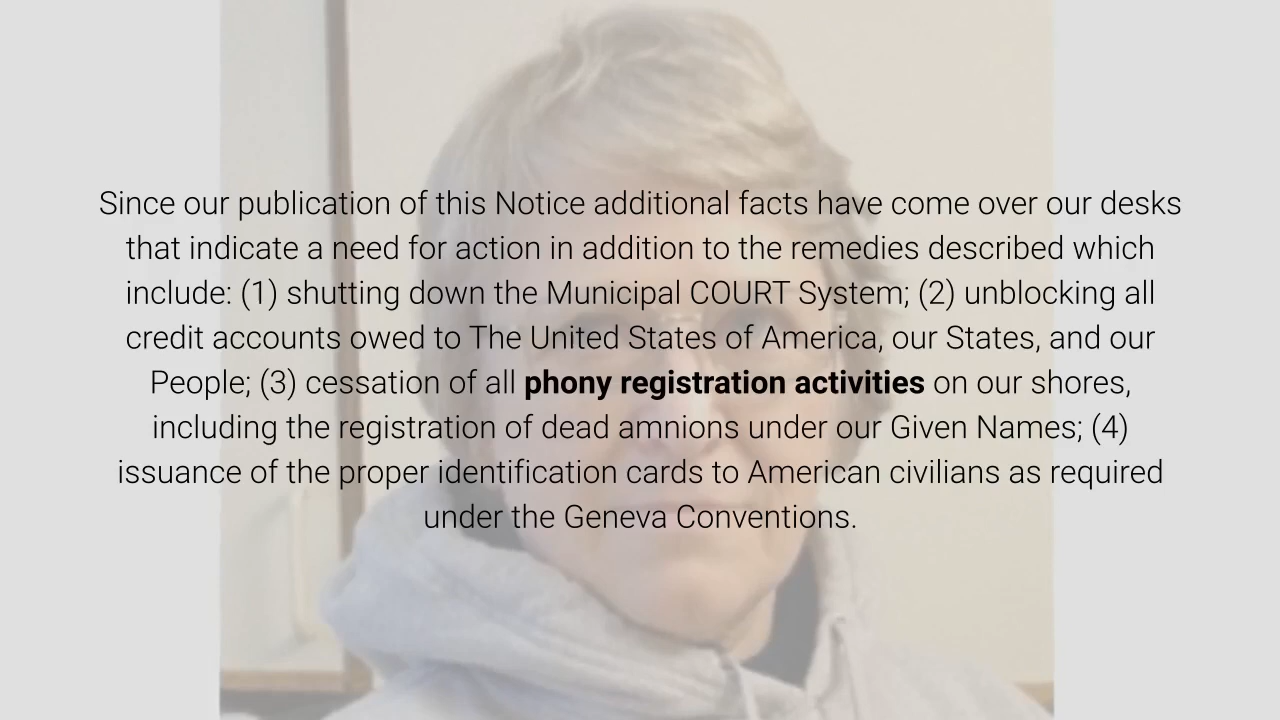 Since our publication of this Notice additional facts have come over our desks
that indicate a need for action in addition to the remedies described which
include: (1) shutting down the Municipal COURT System; (2) unblocking all
credit accounts owed to The United States of America, our States, and our
People; (3) cessation of all phony registration activities on our shores,
including the registration of dead amnions under our Given Names; (4)
issuance of the proper identification cards to American civilians as required
under the Geneva Conventions.